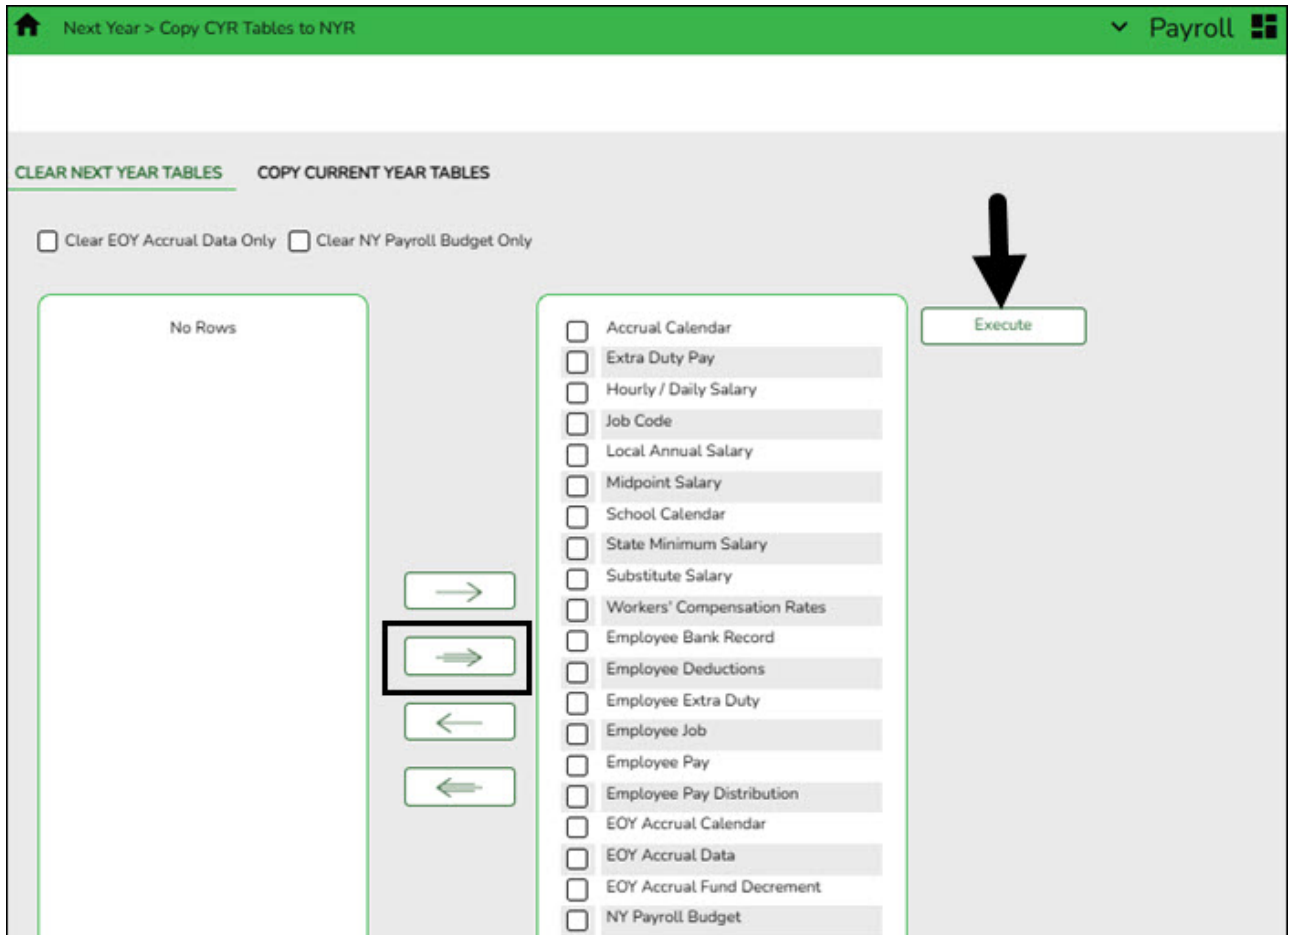 Next Year > Copy CYR Tables to NYR
Payroll
CLEAR NEXT YEAR TABLES COPY CURRENT YEAR TABLES
Clear EOY Accrual Data Only Clear NY Payroll Budget Only
No Rows
Execute
Accrual Calendar
Extra Duty Pay
Hourly / Daily Salary
Job Code
Local Annual Salary
Midpoint Salary
School Calendar
State Minimum Salary
Substitute Salary
Workers' Compensation Rates
Employee Bank Record
Employee Deductions
Employee Extra Duty
Employee Job
Employee Pay
Employee Pay Distribution
EOY Accrual Calendar
EOY Accrual Data
EOY Accrual Fund Decrement
NY Payroll Budget